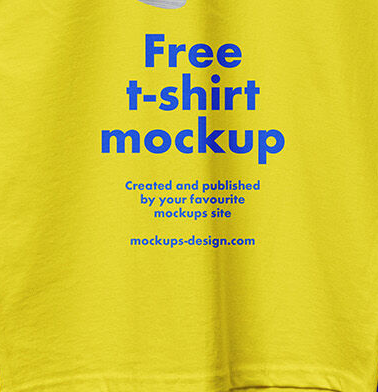 Free
t-shirt
mockup
Created and published
by your favourite
mockups site
mockups-design.com